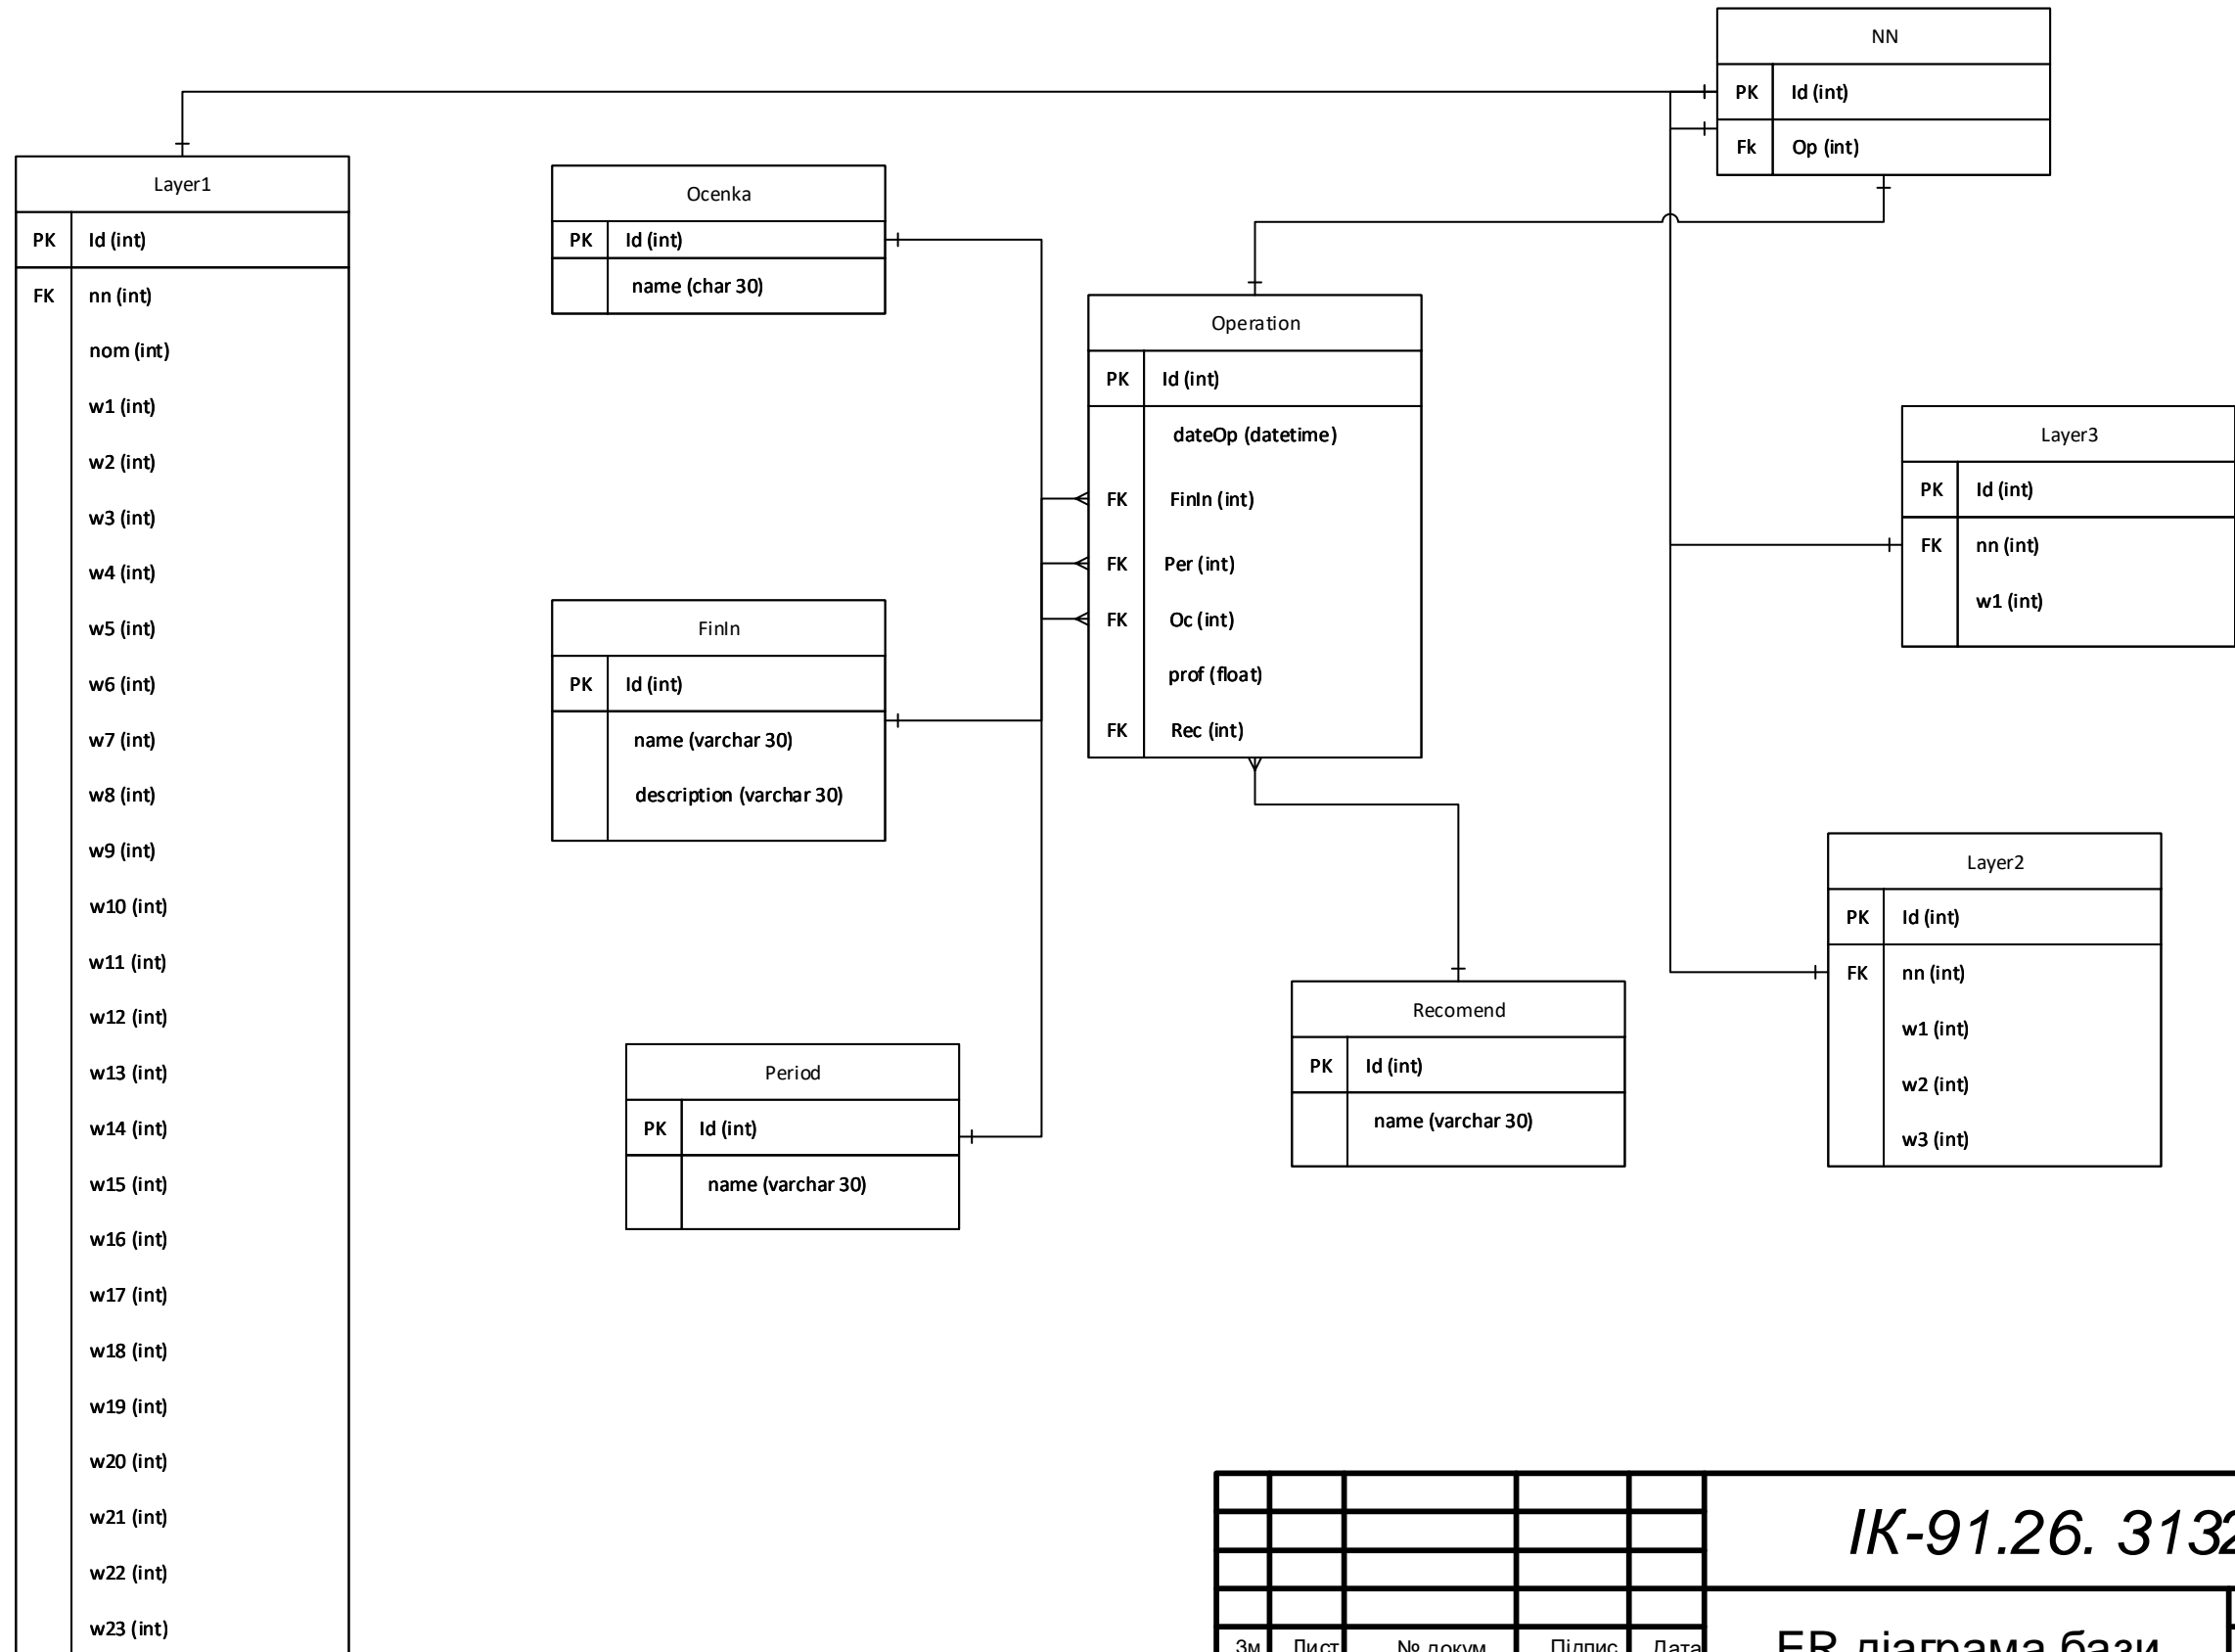 NN
PK Id (int)
Fk Op (int)
Layer1
PK Id (int)
FK nn (int)
nom (int)
w1 (int)
w2 (int)
w3 (int)
w4 (int)
w5 (int)
w6 (int)
w7 (int)
w8 (int)
w9 (int)
w10 (int)
w11 (int)
w12 (int)
w13 (int)
w14 (int)
w15 (int)
w16 (int)
w17 (int)
w18 (int)
w19 (int)
w20 (int)
w21 (int)
w22 (int)
w23 (int)
Ocenka
PK Id (int)
name (char 30)
FinIn
PK Id (int)
name (varchar 30)
description (varchar 30)
Period
PK Id (int)
name (varchar 30)
Operation
PK Id (int)
dateOp (datetime)
FK FinIn (int)
FK Per (int)
FK Oc (int)
prof (float)
FK Rec (int)
Recomend
PK Id (int)
name (varchar 30)
Layer3
PK Id (int)
FK nn (int)
w1 (int)
Layer2
PK Id (int)
FK nn (int)
w1 (int)
w2 (int)
w3 (int)
ІК-91.26. 3132
Зм Лист № докум Підпис Дата
ER діаграма бази